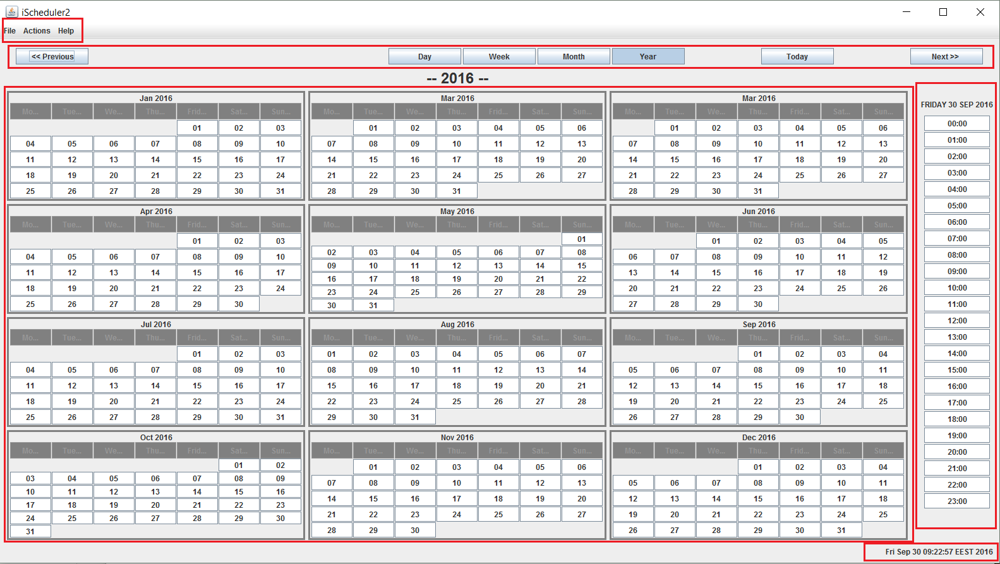 iScheduler2
File Actions Help
<< Previous Day Week Month Year Today Next >>
-- 2016 --
Jan 2016
Mo... Tue... We... Thu... Frid... Sat... Sun...
01 02 03
04 05 06 07 08 09 10
11 12 13 14 15 16 17
18 19 20 21 22 23 24
25 26 27 28 29 30 31
Mar 2016
Mo... Tue... We... Thu... Frid... Sat... Sun...
01 02 03 04 05 06
07 08 09 10 11 12 13
14 15 16 17 18 19 20
21 22 23 24 25 26 27
28 29 30 31
Mar 2016
Mo... Tue... We... Thu... Frid... Sat... Sun...
01 02 03 04 05 06
07 08 09 10 11 12 13
14 15 16 17 18 19 20
21 22 23 24 25 26 27
28 29 30 31
Apr 2016
Mo... Tue... We... Thu... Frid... Sat... Sun...
01 02 03
04 05 06 07 08 09 10
11 12 13 14 15 16 17
18 19 20 21 22 23 24
25 26 27 28 29 30
May 2016
Mo... Tue... We... Thu... Frid... Sat... Sun...
01
02 03 04 05 06 07 08
09 10 11 12 13 14 15
16 17 18 19 20 21 22
23 24 25 26 27 28 29
30 31
Jun 2016
Mo... Tue... We... Thu... Frid... Sat... Sun...
01 02 03 04 05
06 07 08 09 10 11 12
13 14 15 16 17 18 19
20 21 22 23 24 25 26
27 28 29 30
Jul 2016
Mo... Tue... We... Thu... Frid... Sat... Sun...
01 02 03
04 05 06 07 08 09 10
11 12 13 14 15 16 17
18 19 20 21 22 23 24
25 26 27 28 29 30 31
Aug 2016
Mo... Tue... We... Thu... Frid... Sat... Sun...
01 02 03 04 05 06 07
08 09 10 11 12 13 14
15 16 17 18 19 20 21
22 23 24 25 26 27 28
29 30 31
Sep 2016
Mo... Tue... We... Thu... Frid... Sat... Sun...
01 02 03 04
05 06 07 08 09 10 11
12 13 14 15 16 17 18
19 20 21 22 23 24 25
26 27 28 29 30
Oct 2016
Mo... Tue... We... Thu... Frid... Sat... Sun...
01 02
03 04 05 06 07 08 09
10 11 12 13 14 15 16
17 18 19 20 21 22 23
24 25 26 27 28 29 30
31
Nov 2016
Mo... Tue... We... Thu... Frid... Sat... Sun...
01 02 03 04 05 06
07 08 09 10 11 12 13
14 15 16 17 18 19 20
21 22 23 24 25 26 27
28 29 30
Dec 2016
Mo... Tue... We... Thu... Frid... Sat... Sun...
01 02 03 04
05 06 07 08 09 10 11
12 13 14 15 16 17 18
19 20 21 22 23 24 25
26 27 28 29 30 31
FRIDAY 30 SEP 2016
00:00
01:00
02:00
03:00
04:00
05:00
06:00
07:00
08:00
09:00
10:00
11:00
12:00
13:00
14:00
15:00
16:00
17:00
18:00
19:00
20:00
21:00
22:00
23:00
Fri Sep 30 09:22:57 EEST 2016